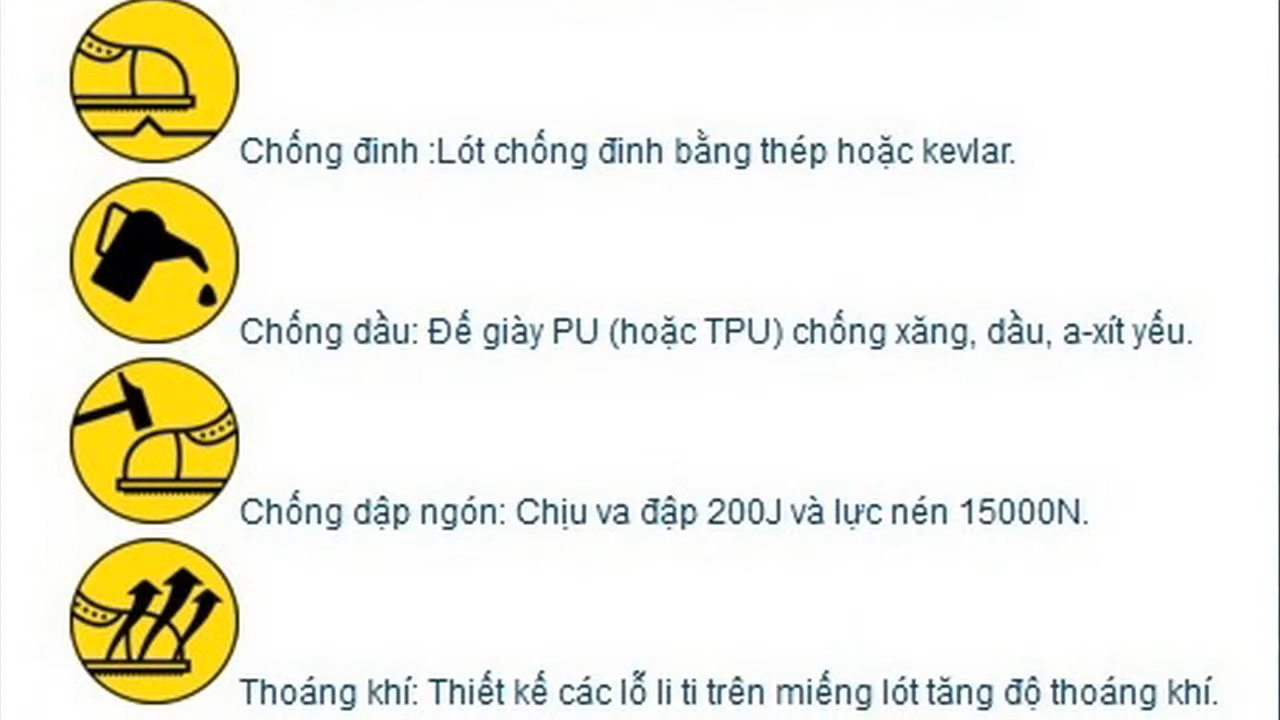 Chống đinh :Lót chống đinh bằng thép hoặc kevlar.
Chống dầu: Đế giày PU (hoặc TPU) chống xăng, dầu, a-xít yếu.
Chống dập ngón: Chịu va đập 200J và lực nén 15000N.
Thoáng khí: Thiết kế các lỗ li ti trên miếng lót tăng độ thoáng khí.